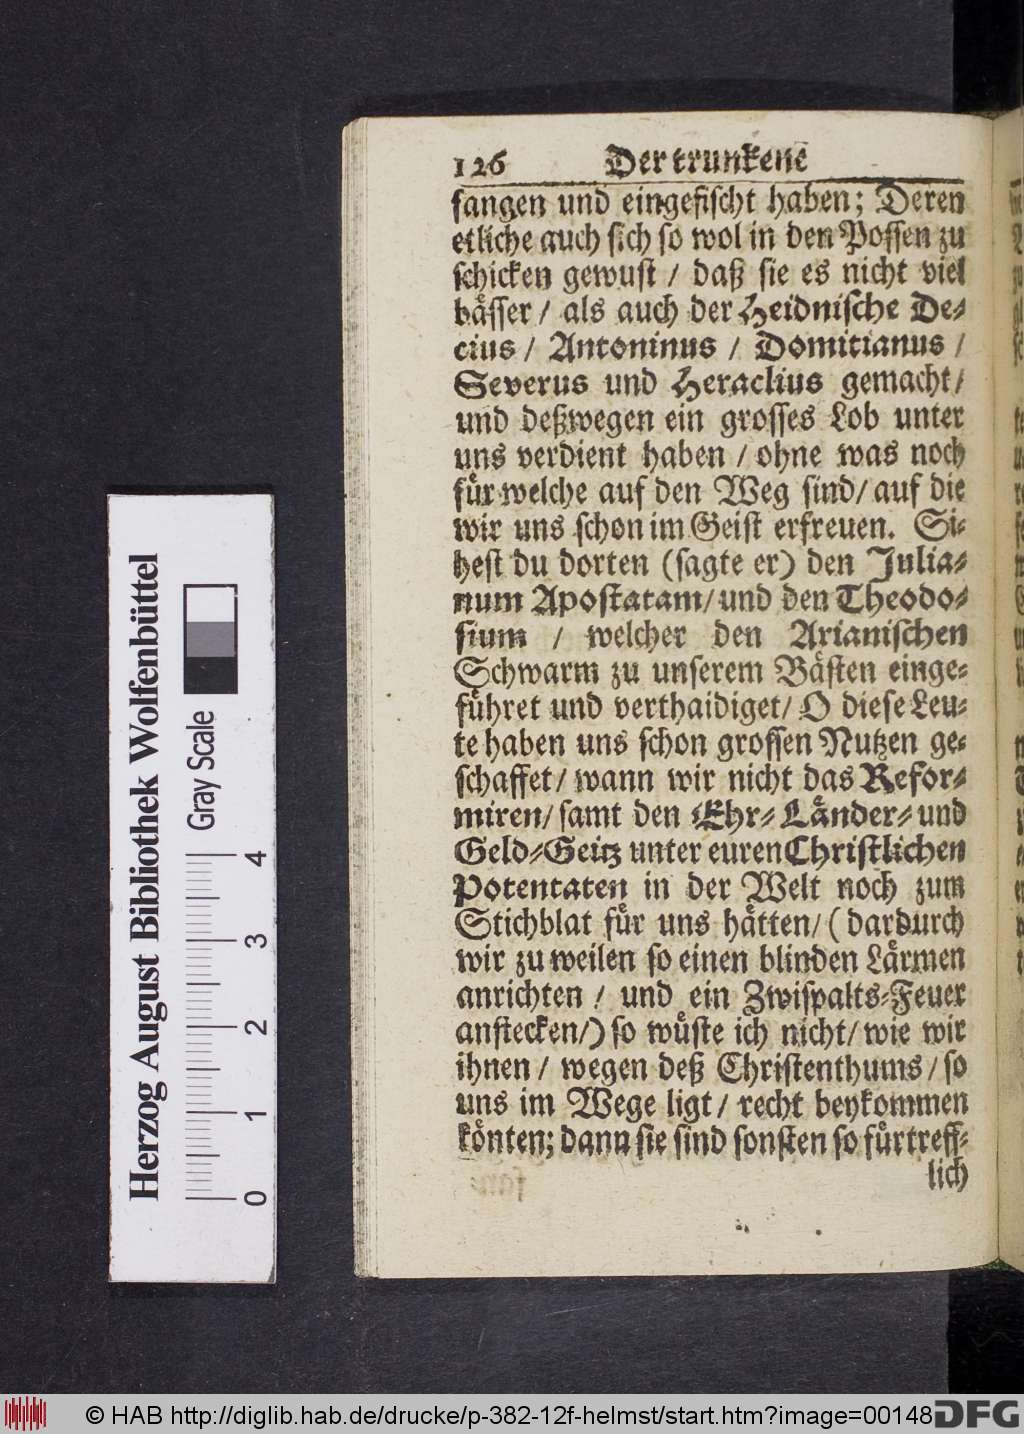 126 Der trunkene
fangen und eingefischt haben; Deren
etliche auch sich so wol in den Possen zu
schicken gewust / daß sie es nicht viel
bässer / als auch der Heidnische De-
cius / Antoninus / Domitianus /
Severus und Heraclius gemacht /
und deßwegen ein grosses Lob unter
uns verdient haben / ohne was noch
für welche auf den Weg sind / auf die
wir uns schon im Geist erfreuen. Si-
hest du dorten (sagte er) den Julia-
num Apostatam / und den Theodo-
sium / welcher den Arianischen
Schwarm zu unserem Bästen einge-
führet und verthaidiget / O diese Leu-
te haben uns schon grossen Nutzen ge-
schaffet / wann wir nicht das Refor-
miren / samt den Ehr- Länder- und
Geld-Geitz unter euren Christlichen
Potentaten in der Welt noch zum
Stichblat für uns hätten / (dardurch
wir zu weilen so einen blinden Lärmen
anrichten / und ein Zwispalts-Feuer
anstecken /) so wüste ich nicht / wie wir
ihnen / wegen deß Christenthums / so
uns im Wege ligt / recht beykommen
könten; dann sie sind sonsten so fürtreff-
lich
Herzog August Bibliothek Wolfenbüttel
Gray Scale
0 1 2 3 4
© HAB http://diglib.hab.de/drucke/p-382-12f-helmst/start.htm?image=00148
DFG